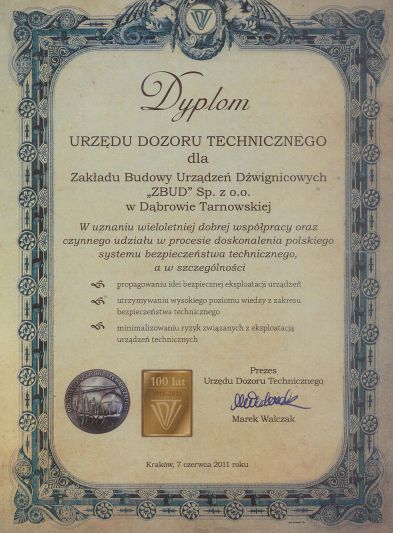 Dyplom
URZĘDU DOZORU TECHNICZNEGO
dla
Zakładu Budowy Urządzeń Dźwignicowych
„ZBUD” Sp. z o.o.
w Dąbrowie Tarnowskiej
W uznaniu wieloletniej dobrej współpracy oraz
czynnego udziału w procesie doskonalenia polskiego
systemu bezpieczeństwa technicznego,
a w szczególności
propagowaniu idei bezpiecznej eksploatacji urządzeń
utrzymywaniu wysokiego poziomu wiedzy z zakresu
bezpieczeństwa technicznego
minimalizowaniu ryzyk związanych z eksploatacją
urządzeń technicznych
100 lat
1911-2011
Prezes
Urzędu Dozoru Technicznego
Marek Walczak
Kraków, 7 czerwca 2011 roku